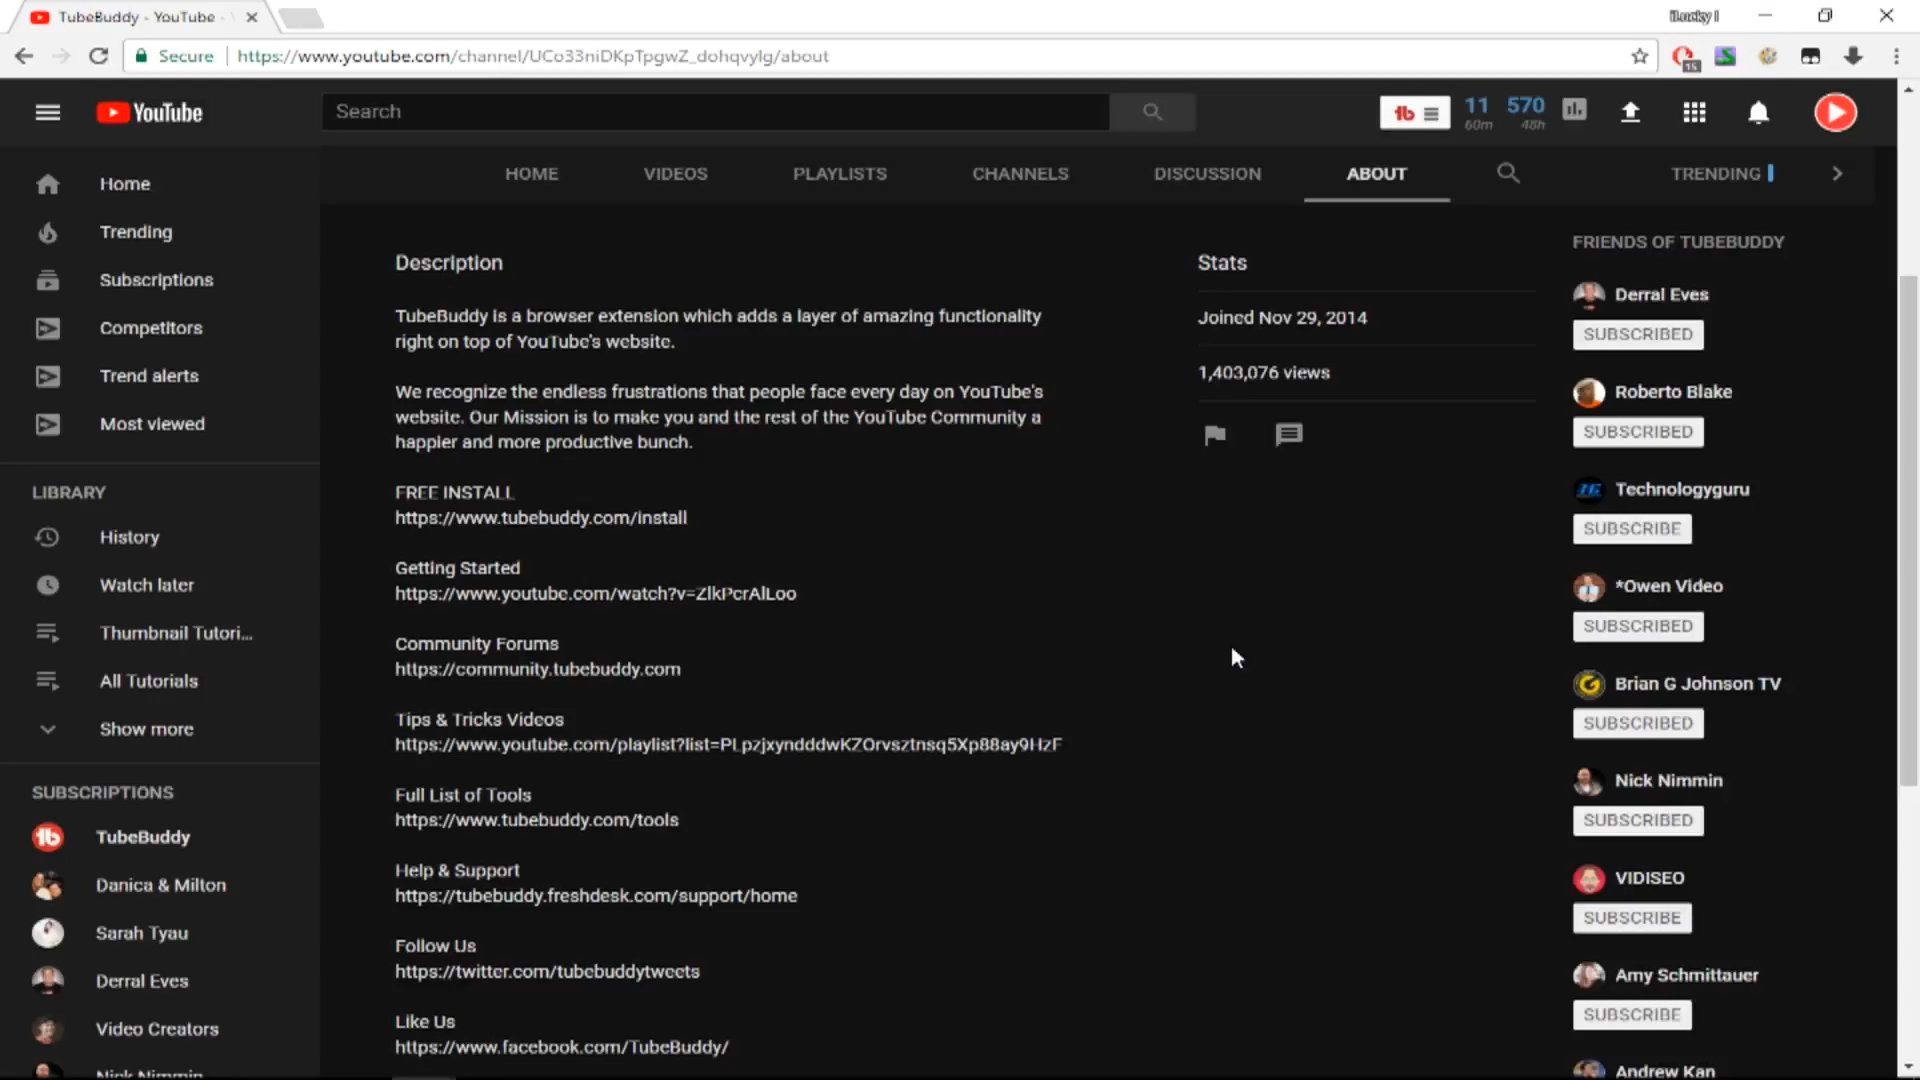 TubeBuddy - YouTube -
iLucky I
Secure
https://www.youtube.com/channel/UCo33niDKpTpgwZ_dohqvylg/about
15
YouTube
Search
11
60m
570
48h
HOME
VIDEOS
PLAYLISTS
CHANNELS
DISCUSSION
ABOUT
TRENDING
Home
Trending
Subscriptions
Competitors
Trend alerts
Most viewed
LIBRARY
History
Watch later
Thumbnail Tutori...
All Tutorials
Show more
SUBSCRIPTIONS
TubeBuddy
Danica & Milton
Sarah Tyau
Derral Eves
Video Creators
Nick Nimmin
Description
TubeBuddy is a browser extension which adds a layer of amazing functionality
right on top of YouTube's website.
We recognize the endless frustrations that people face every day on YouTube's
website. Our Mission is to make you and the rest of the YouTube Community a
happier and more productive bunch.
FREE INSTALL
https://www.tubebuddy.com/install
Getting Started
https://www.youtube.com/watch?v=ZlkPcrAlLoo
Community Forums
https://community.tubebuddy.com
Tips & Tricks Videos
https://www.youtube.com/playlist?list=PLpzjxyndddwKZOrvsztnsq5Xp88ay9HzF
Full List of Tools
https://www.tubebuddy.com/tools
Help & Support
https://tubebuddy.freshdesk.com/support/home
Follow Us
https://twitter.com/tubebuddytweets
Like Us
https://www.facebook.com/TubeBuddy/
Stats
Joined Nov 29, 2014
1,403,076 views
FRIENDS OF TUBEBUDDY
Derral Eves
SUBSCRIBED
Roberto Blake
SUBSCRIBED
Technologyguru
SUBSCRIBE
*Owen Video
SUBSCRIBED
Brian G Johnson TV
SUBSCRIBED
Nick Nimmin
SUBSCRIBED
VIDISEO
SUBSCRIBE
Amy Schmittauer
SUBSCRIBE
Andrew Kan